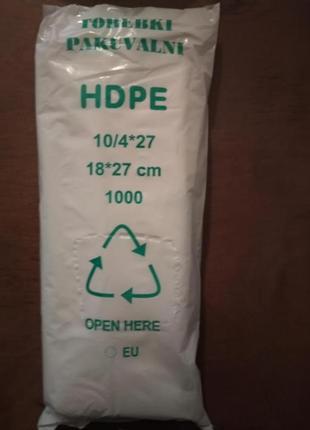 TOREBKI
PAKUVALNI
HDPE
10/4*27
18*27 cm
1000
OPEN HERE
EU